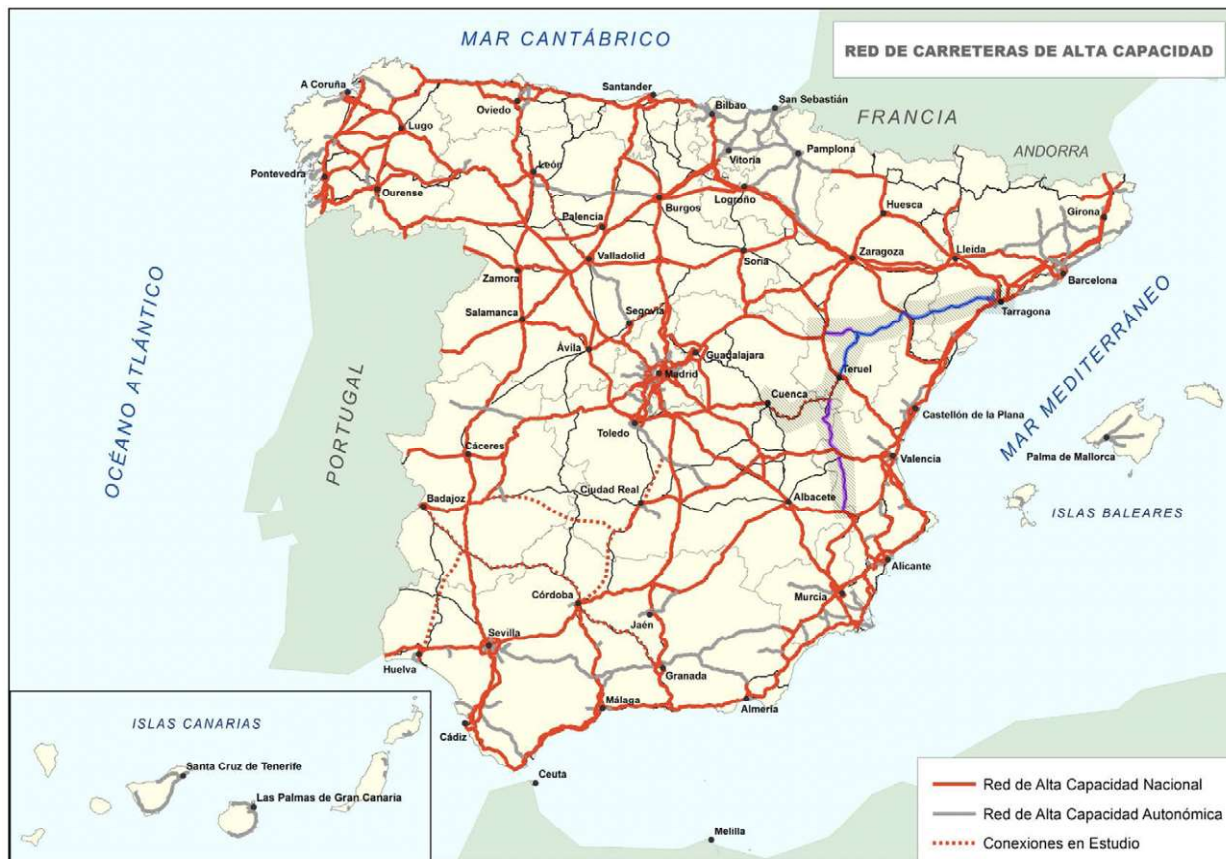 MAR CANTÁBRICO
RED DE CARRETERAS DE ALTA CAPACIDAD
A Coruña
Santander
Oviedo
Bilbao
San Sebastián
FRANCIA
Lugo
Vitoria
Pamplona
ANDORRA
León
Pontevedra
Ourense
Logroño
Huesca
Burgos
Palencia
Girona
Zaragoza
Lleida
Valladolid
Soria
Barcelona
Zamora
Tarragona
Salamanca
Segovia
Ávila
Guadalajara
Madrid
Teruel
Cuenca
Castellón de la Plana
Toledo
MAR MEDITERRÁNEO
OCÉANO ATLÁNTICO
PORTUGAL
Cáceres
Valencia
Palma de Mallorca
Ciudad Real
Badajoz
Albacete
ISLAS BALEARES
Alicante
Córdoba
Murcia
Jaén
Sevilla
Huelva
Granada
Málaga
Almería
Cádiz
Ceuta
Melilla
ISLAS CANARIAS
Santa Cruz de Tenerife
Las Palmas de Gran Canaria
Red de Alta Capacidad Nacional
Red de Alta Capacidad Autonómica
Conexiones en Estudio